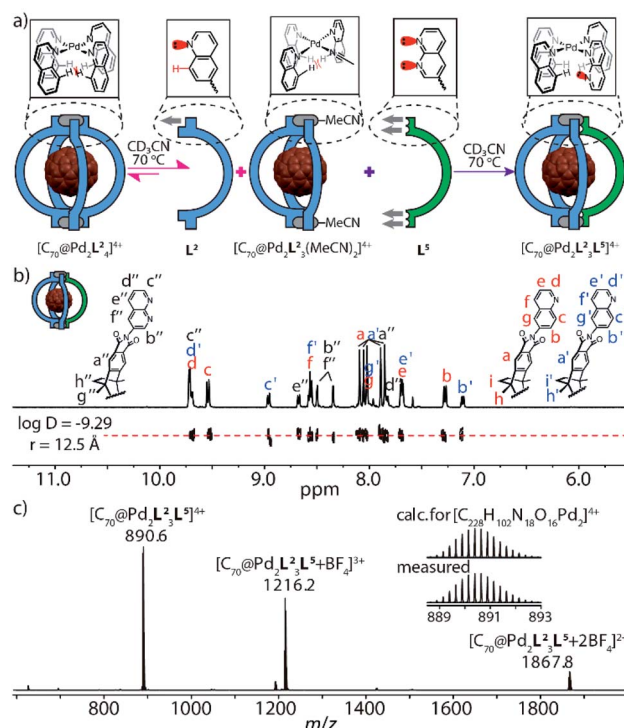 a)
N Pd N
H H
N
H
Pd
N
N
N
N Pd N
H
CD₃CN
70 °C
+
MeCN
MeCN
+
CD₃CN
70 °C
[C₇₀@Pd₂L²₄]⁴⁺
L²
[C₇₀@Pd₂L²₃(MeCN)₂]⁴⁺
L⁵
[C₇₀@Pd₂L²₃L⁵]⁴⁺
b)
d'' c''
e''
f''
b''
a''
h''
g''
c''
d'
d
c
c'
e''
f'
f
b''
f''
a a' a''
g'
g
d''
e'
e
b
b'
e d
f
g c
b
a
i
h
e' d'
f'
g' c'
b'
a'
i'
h'
log D = -9.29
r = 12.5 Å
11.0 10.0 9.0 8.0 7.0 6.0
ppm
c)
[C₇₀@Pd₂L²₃L⁵]⁴⁺
890.6
[C₇₀@Pd₂L²₃L⁵+BF₄]³⁺
1216.2
calc.for [C₂₂₈H₁₀₂N₁₈O₁₆Pd₂]⁴⁺
measured
889 891 893
[C₇₀@Pd₂L²₃L⁵+2BF₄]²⁺
1867.8
800 1000 1200 1400 1600 1800
m/z